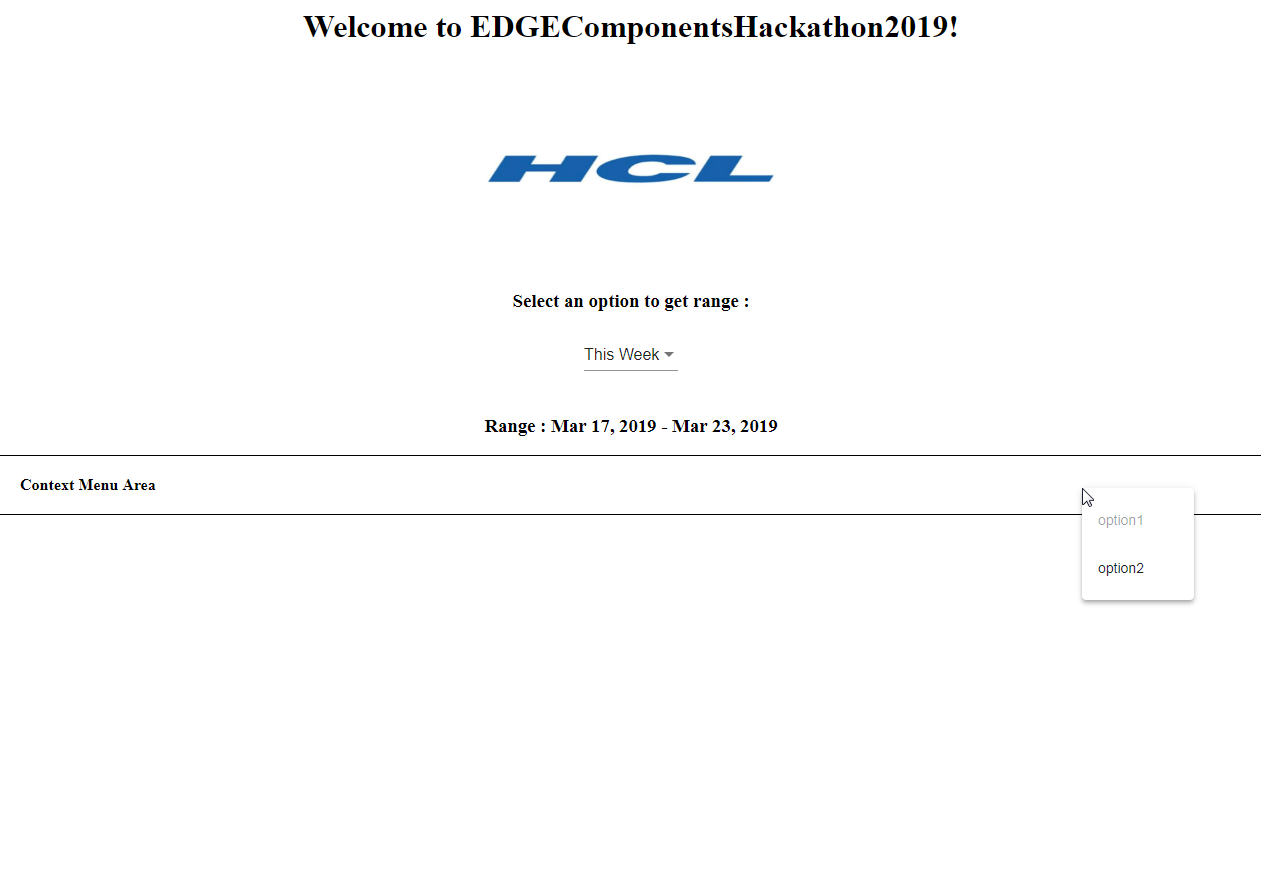 Welcome to EDGEComponentsHackathon2019!
HCL
Select an option to get range :
This Week
Range : Mar 17, 2019 - Mar 23, 2019
Context Menu Area
option1
option2